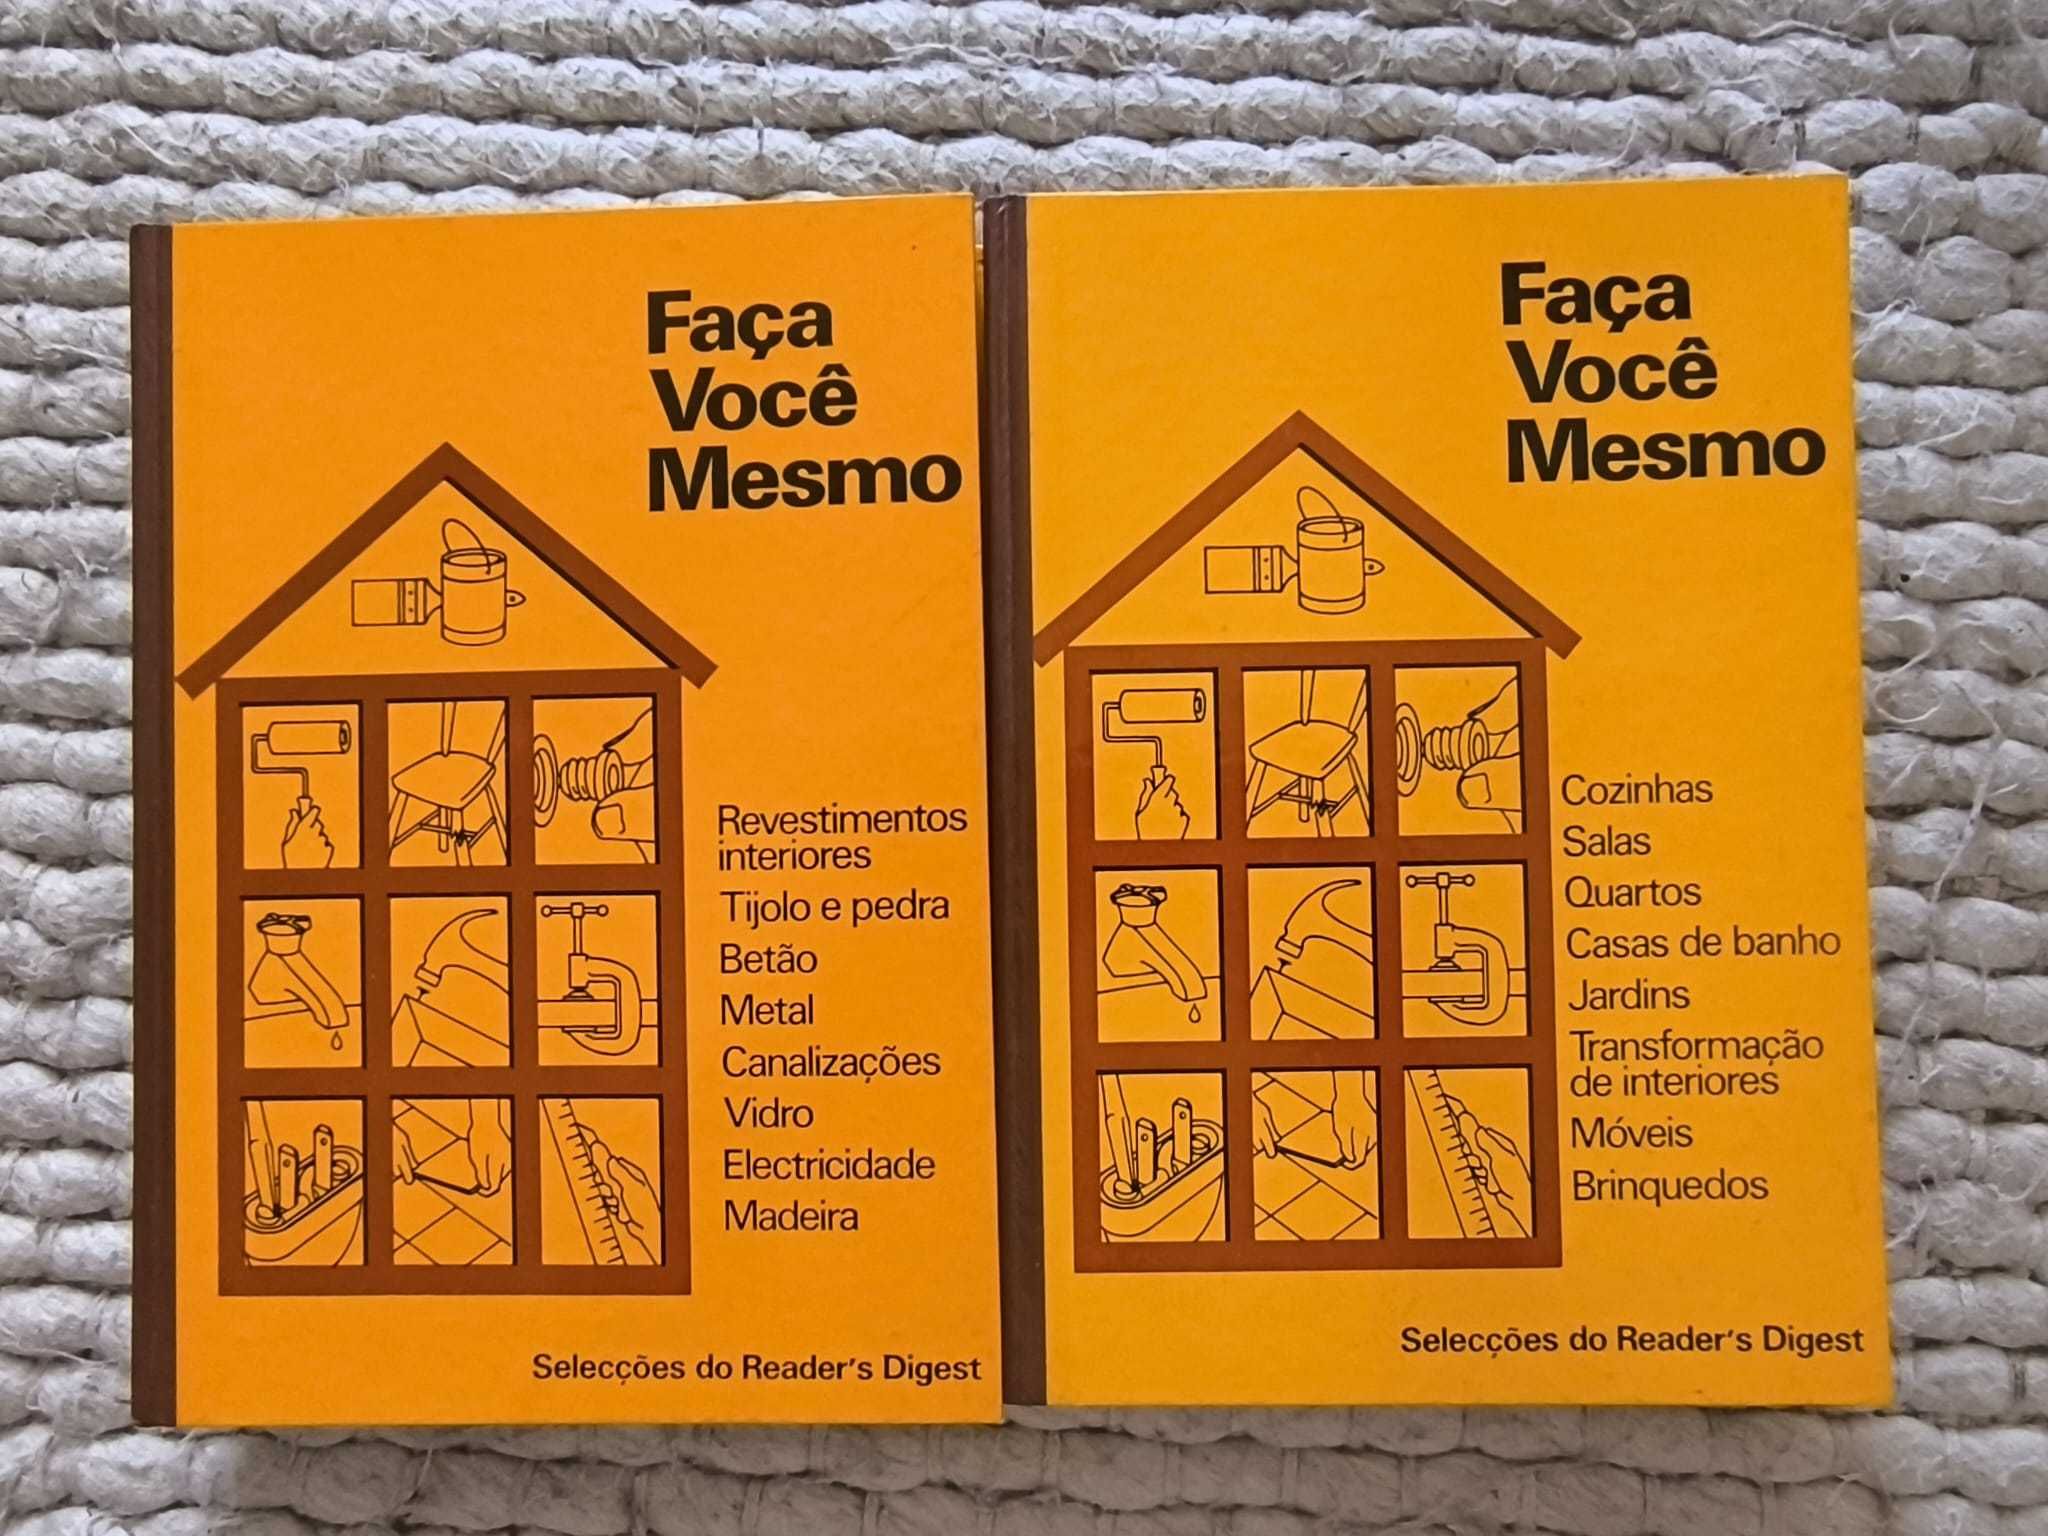 Faça
Você
Mesmo
Revestimentos
interiores
Tijolo e pedra
Betão
Metal
Canalizações
Vidro
Electricidade
Madeira
Selecções do Reader's Digest
Faça
Você
Mesmo
Cozinhas
Salas
Quartos
Casas de banho
Jardins
Transformação
de interiores
Móveis
Brinquedos
Selecções do Reader's Digest